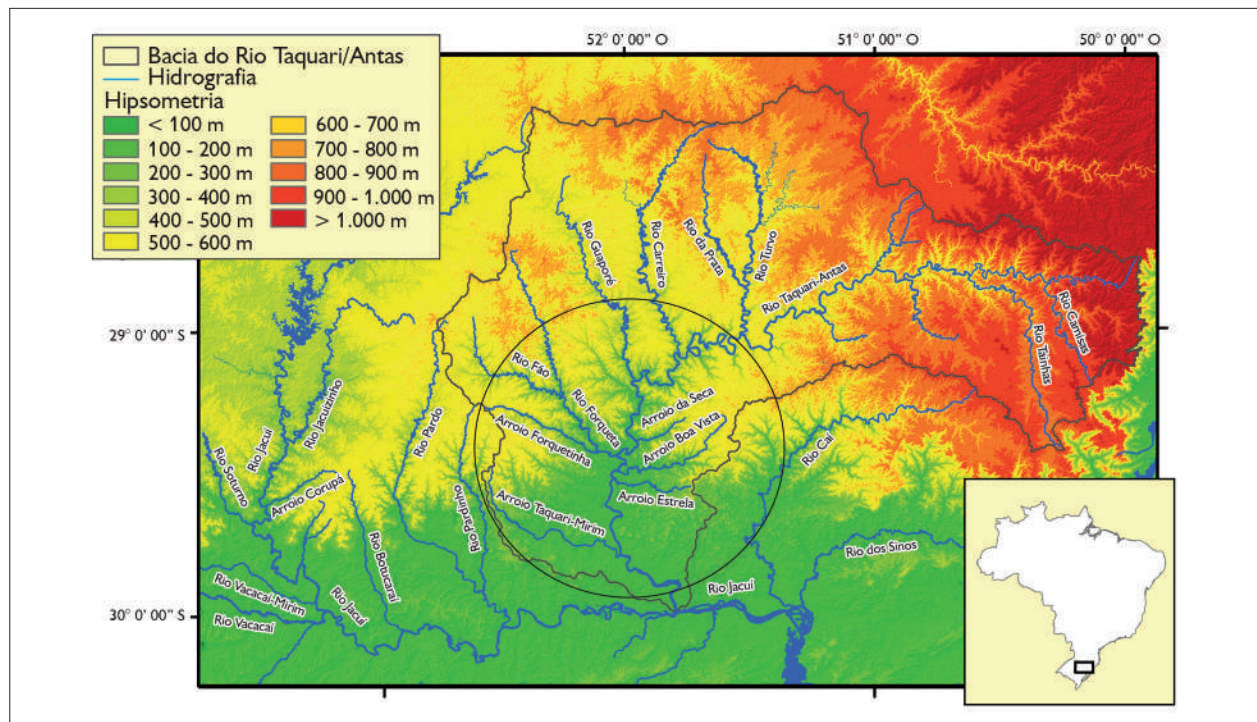 Bacia do Rio Taquari/Antas
Hidrografia
Hipsometria
< 100 m
100 - 200 m
200 - 300 m
300 - 400 m
400 - 500 m
500 - 600 m
600 - 700 m
700 - 800 m
800 - 900 m
900 - 1.000 m
> 1.000 m
52° 0' 00" O
51° 0' 00" O
50° 0' 00" O
29° 0' 00" S
30° 0' 00" S
Rio Guaporé
Rio Carreiro
Rio da Prata
Rio Turvo
Rio Taquari-Antas
Rio Camisas
Rio Tainhas
Rio Fão
Rio Forqueta
Arroio da Seca
Arroio Boa Vista
Arroio Forquetinha
Arroio Estrela
Arroio Taquari-Mirim
Rio Caí
Rio Pardo
Rio Pardinho
Rio Jacuizinho
Rio Jacuí
Rio Soturno
Arroio Corupá
Rio Botucaraí
Rio dos Sinos
Rio Jacuí
Rio Vacacaí-Mirim
Rio Jacuí
Rio Vacacaí